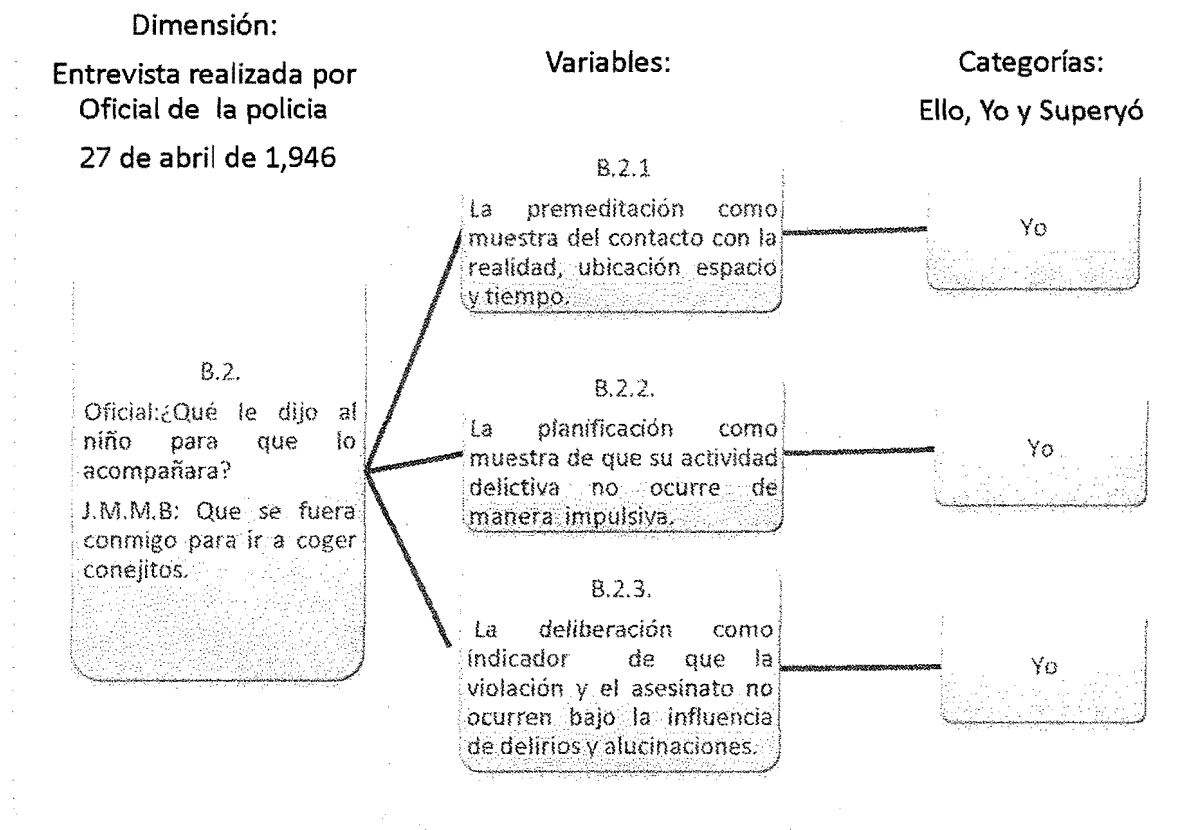 Dimensión:
Entrevista realizada por
Oficial de la policia
27 de abril de 1,946
Variables:
Categorías:
Ello, Yo y Superyó
B.2.
Oficial:¿Qué le dijo al
niño para que lo
acompañara?
J.M.M.B: Que se fuera
conmigo para ir a coger
conejitos.
B.2.1
La premeditación como
muestra del contacto con la
realidad, ubicación espacio
y tiempo.
Yo
B.2.2.
La planificación como
muestra de que su actividad
delictiva no ocurre de
manera impulsiva.
Yo
B.2.3.
La deliberación como
indicador de que la
violación y el asesinato no
ocurren bajo la influencia
de delirios y alucinaciones.
Yo